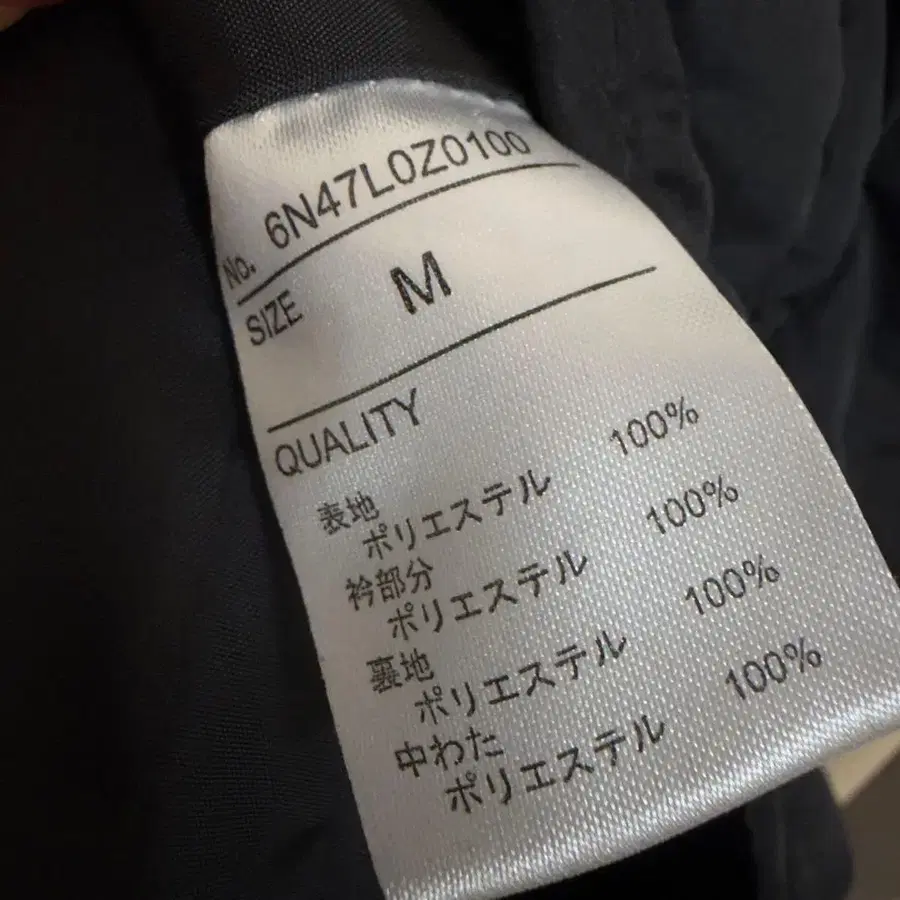 No. 6N47L0Z0100
SIZE M
QUALITY
表地
ポリエステル 100%
衿部分
ポリエステル 100%
裏地
ポリエステル 100%
中わた
ポリエステル 100%